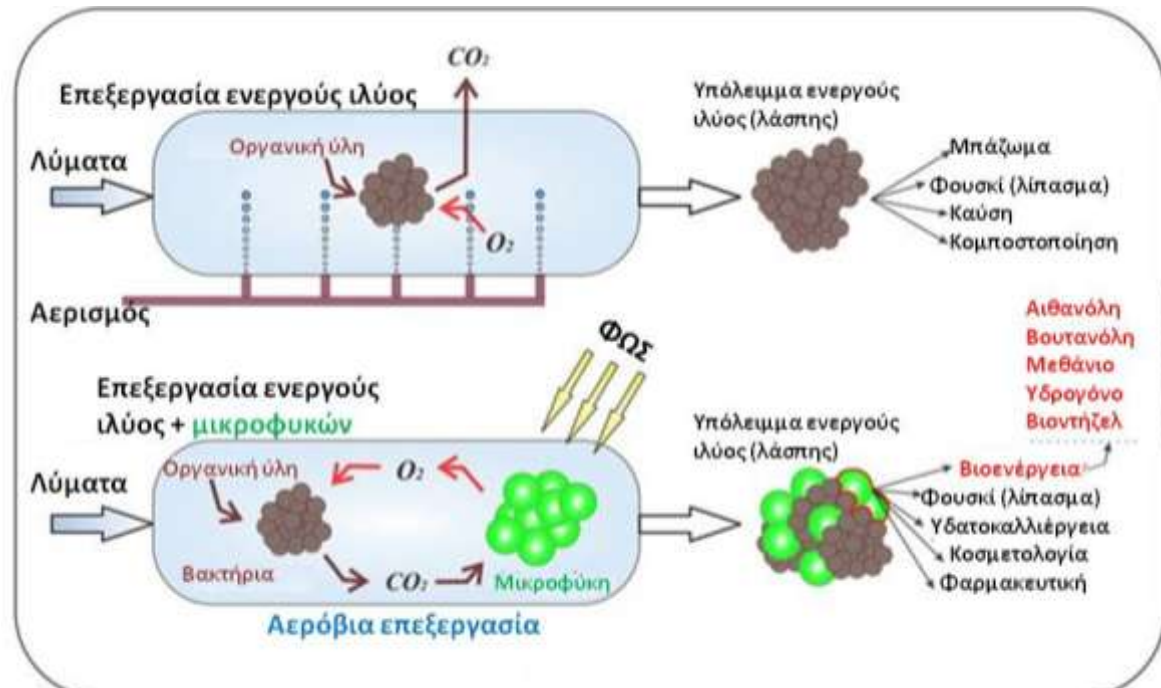 CO₂
Επεξεργασία ενεργούς ιλύος
Λύματα
Οργανική ύλη
O₂
Αερισμός
Υπόλειμμα ενεργούς
ιλύος (λάσπης)
Μπάζωμα
Φουσκί (λίπασμα)
Καύση
Κομποστοποίηση
Επεξεργασία ενεργούς
ιλύος + μικροφυκών
ΦΩΣ
Λύματα
Οργανική ύλη
O₂
Βακτήρια
CO₂
Μικροφύκη
Αερόβια επεξεργασία
Υπόλειμμα ενεργούς
ιλύος (λάσπης)
Αιθανόλη
Βουτανόλη
Μεθάνιο
Υδρογόνο
Βιοντήζελ
Βιοενέργεια
Φουσκί (λίπασμα)
Υδατοκαλλιέργεια
Κοσμετολογία
Φαρμακευτική